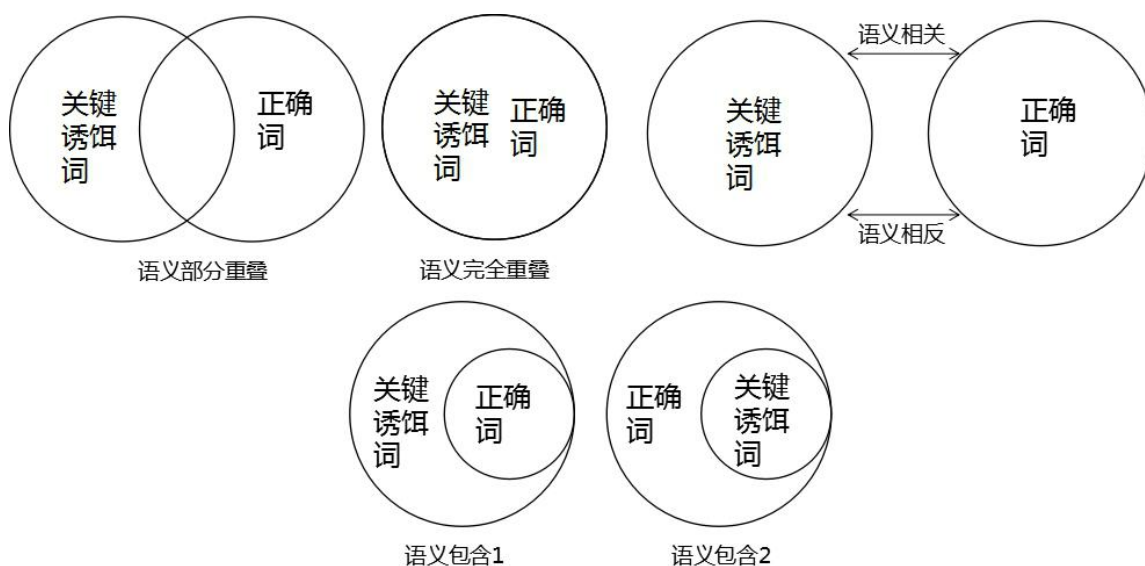 关键
诱饵
词
正确
词
语义部分重叠
关键
诱饵
词
正确
词
语义完全重叠
关键
诱饵
词
语义相关
语义相反
正确
词
关键
诱饵
词
正确
词
语义包含1
正确
词
关键
诱饵
词
语义包含2